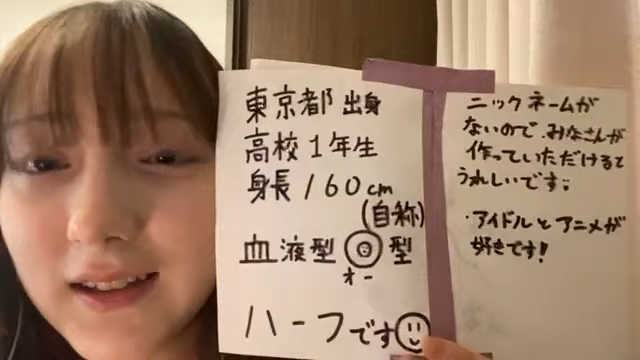 東京都 出身
高校1年生
身長160cm
(自称)
血液型 O 型
オー
ハーフです
ニックネームが
ないので、みなさんが
作っていただけると
うれしいです
・アイドルとアニメが
好きです!